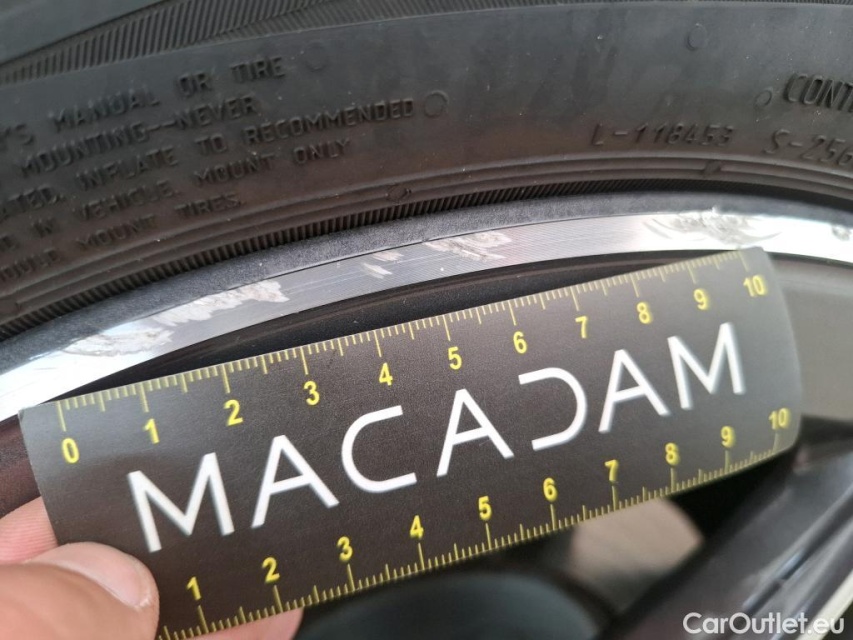 'S MANUAL OR TIRE
MOUNTING—NEVER
INFLATE TO RECOMMENDED
IN VEHICLE MOUNT ONLY
MOUNT TIRES.
L-118453
0 1 2 3 4 5 6 7 8 9 10
MACADAM
1 2 3 4 5 6 7 8 9 10
CarOutlet.eu